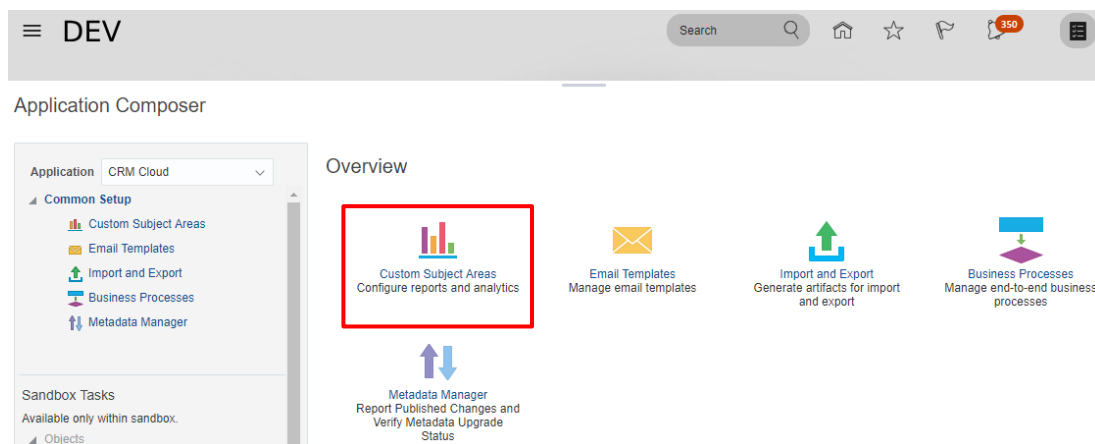 DEV
Search
350
Application Composer
Application CRM Cloud
Common Setup
Custom Subject Areas
Email Templates
Import and Export
Business Processes
Metadata Manager
Sandbox Tasks
Available only within sandbox.
Objects
Overview
Custom Subject Areas
Configure reports and analytics
Email Templates
Manage email templates
Import and Export
Generate artifacts for import
and export
Business Processes
Manage end-to-end business
processes
Metadata Manager
Report Published Changes and
Verify Metadata Upgrade
Status